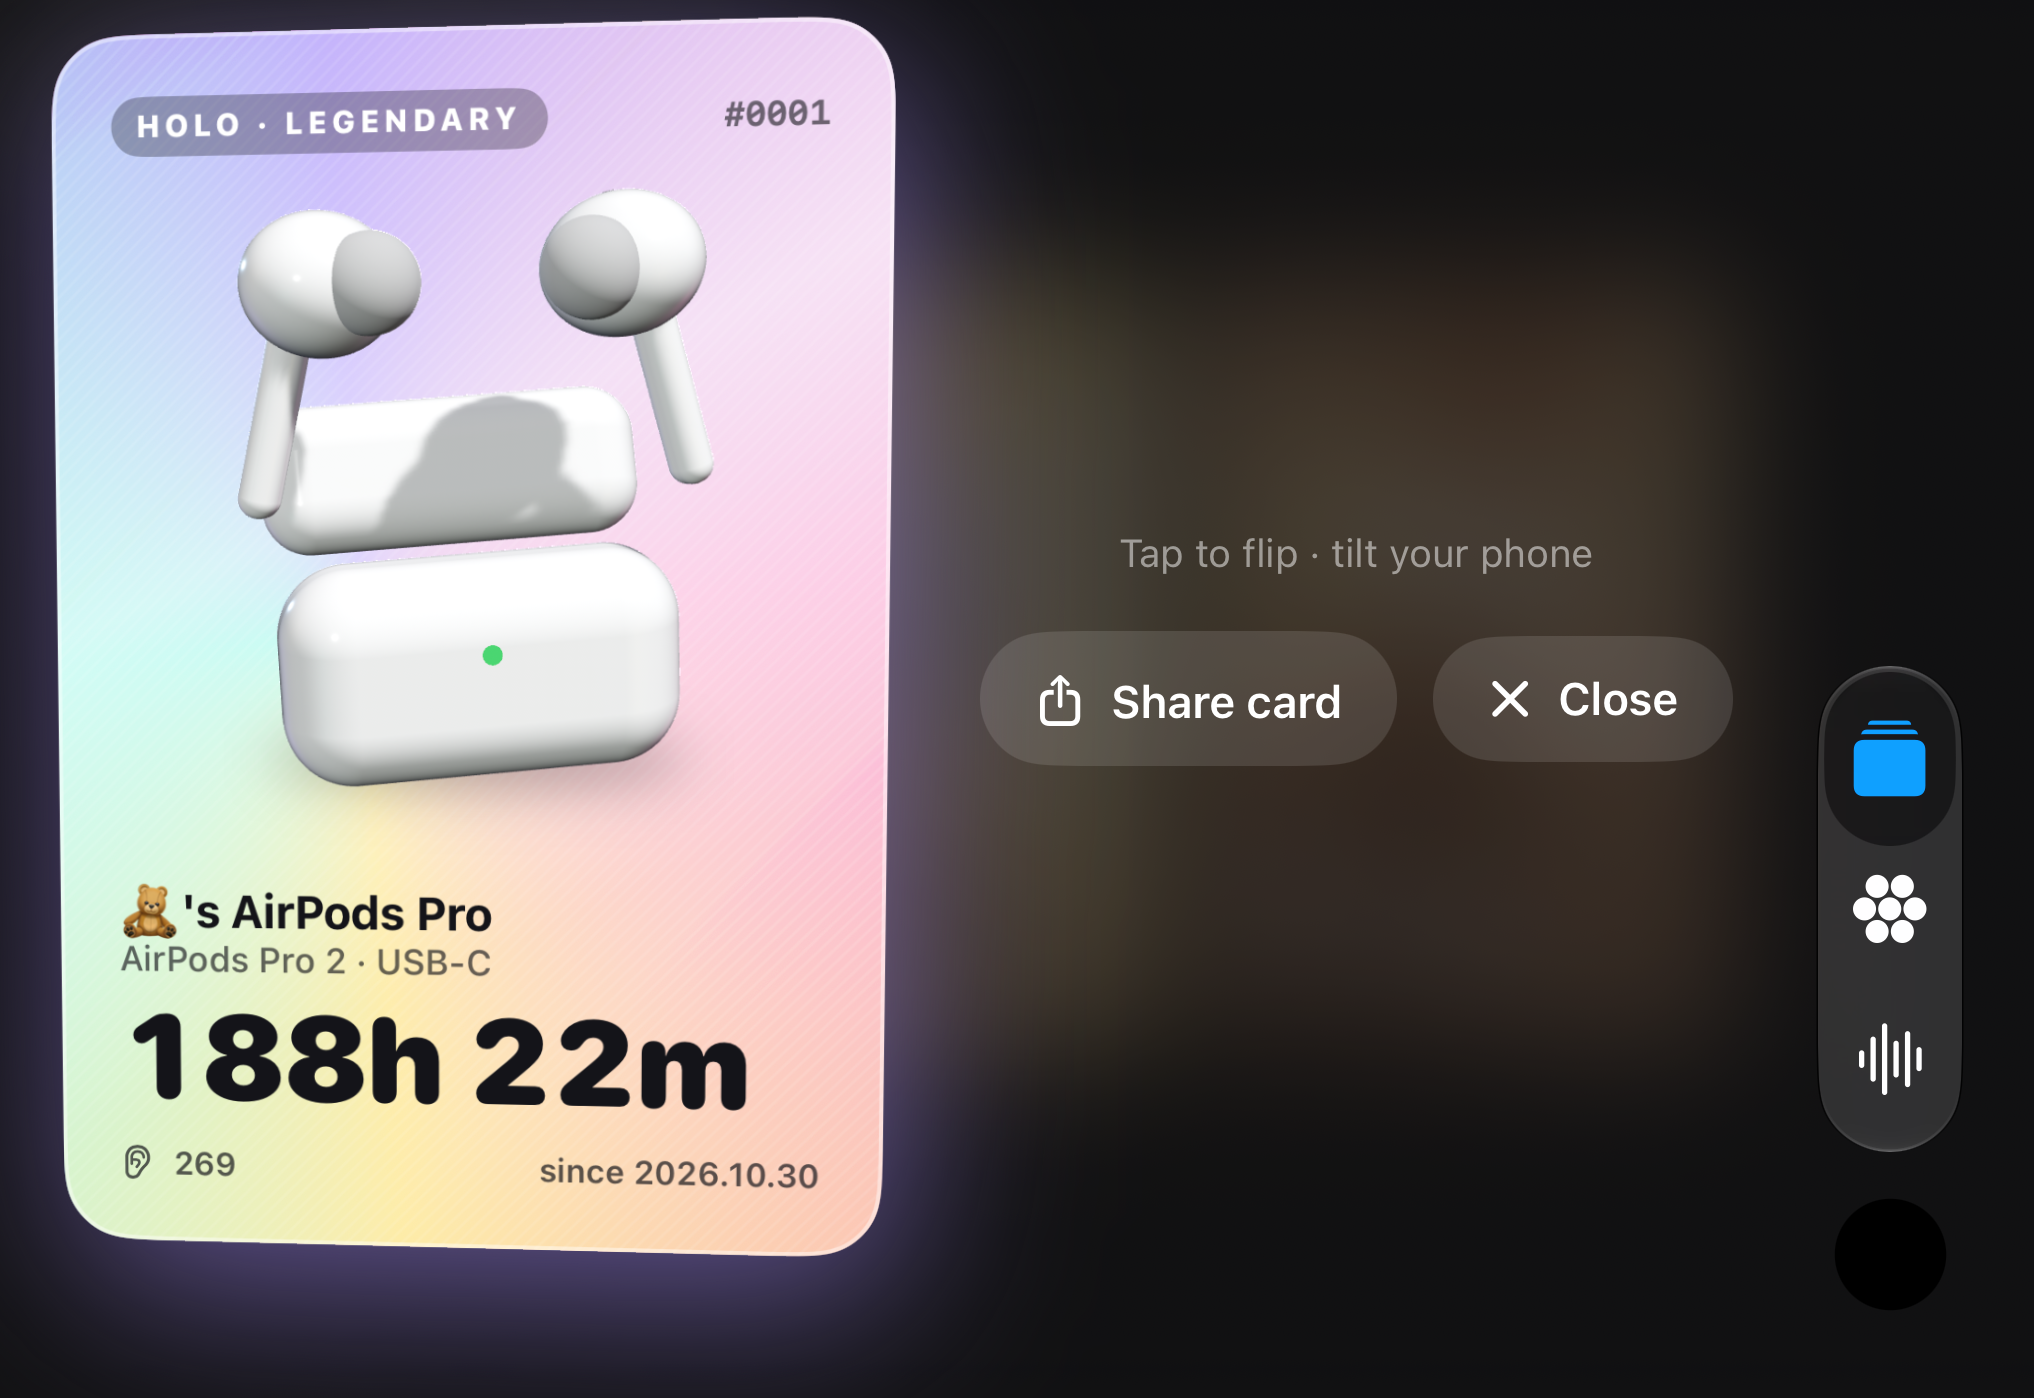 HOLO · LEGENDARY
#0001
🧸's AirPods Pro
AirPods Pro 2 · USB-C
188h 22m
269
since 2026.10.30
Tap to flip · tilt your phone
Share card
Close